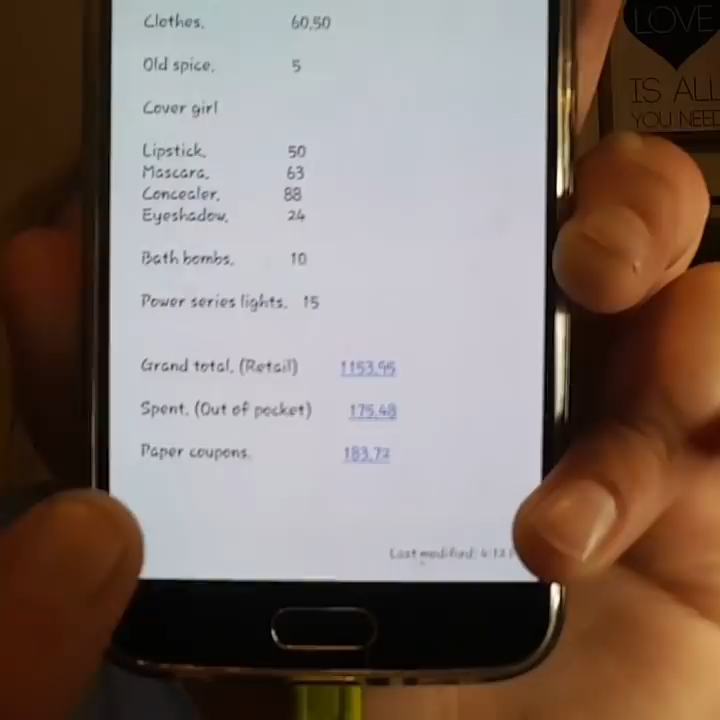 Clothes. 60.50
Old spice. 5
Cover girl
Lipstick. 50
Mascara. 63
Concealer. 88
Eyeshadow. 24
Bath bombs. 10
Power series lights. 15
Grand total. (Retail) 1153.95
Spent. (Out of pocket) 175.48
Paper coupons. 183.72
Last modified:
LOVE
IS ALL
YOU NEED